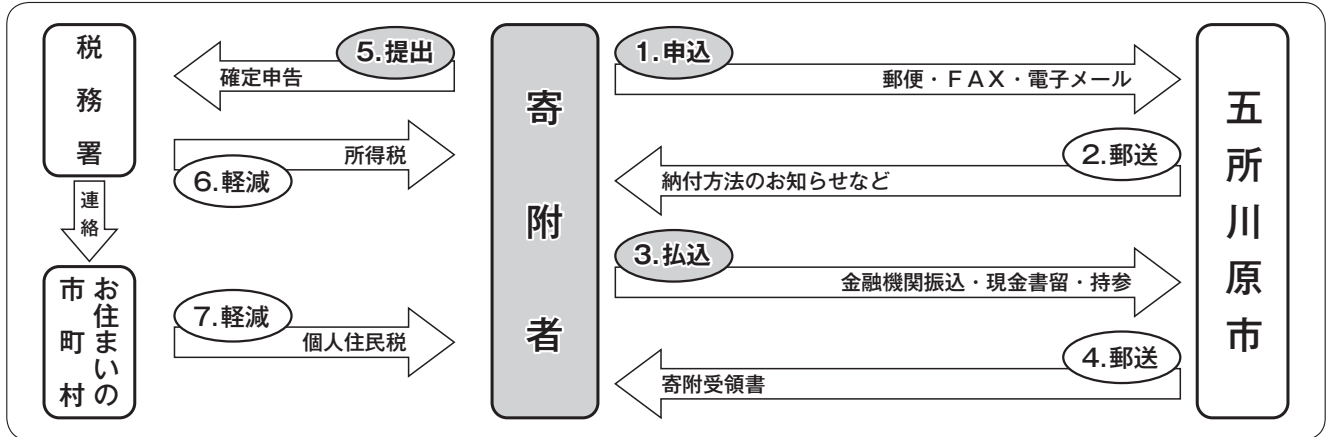 税務署
5.提出
確定申告
所得税
6.軽減
連絡
お住まいの
市町村
7.軽減
個人住民税
寄附者
1.申込
郵便・ＦＡＸ・電子メール
2.郵送
納付方法のお知らせなど
3.払込
金融機関振込・現金書留・持参
4.郵送
寄附受領書
五所川原市